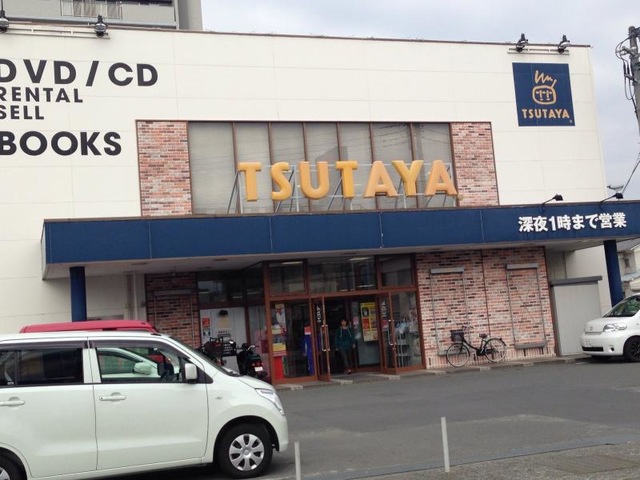 DVD/CD
RENTAL
SELL
BOOKS
TSUTAYA
TSUTAYA
深夜1時まで営業